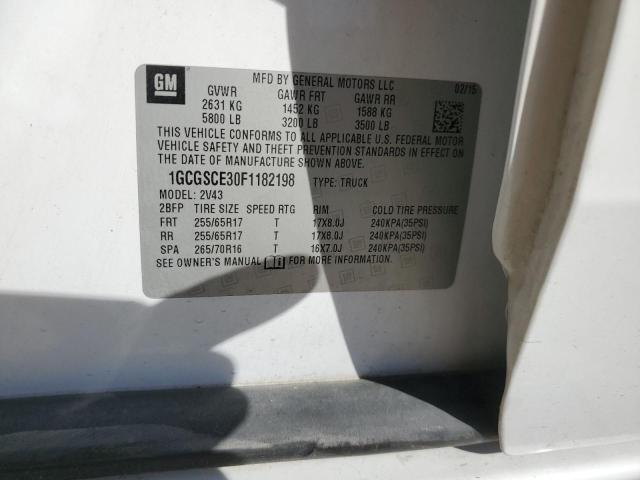 GM
MFD BY GENERAL MOTORS LLC
02/15
GVWR GAWR FRT GAWR RR
2631 KG 1452 KG 1588 KG
5800 LB 3200 LB 3500 LB
THIS VEHICLE CONFORMS TO ALL APPLICABLE U.S. FEDERAL MOTOR
VEHICLE SAFETY AND THEFT PREVENTION STANDARDS IN EFFECT ON THE
DATE OF MANUFACTURE SHOWN ABOVE.
1GCGSCE30F1182198 TYPE: TRUCK
MODEL: 2V43
2BFP TIRE SIZE SPEED RTG RIM COLD TIRE PRESSURE
FRT 255/65R17 T 17X8.0J 240KPA(35PSI)
RR 255/65R17 T 17X8.0J 240KPA(35PSI)
SPA 265/70R16 T 16X7.0J 240KPA(35PSI)
SEE OWNER'S MANUAL FOR MORE INFORMATION.